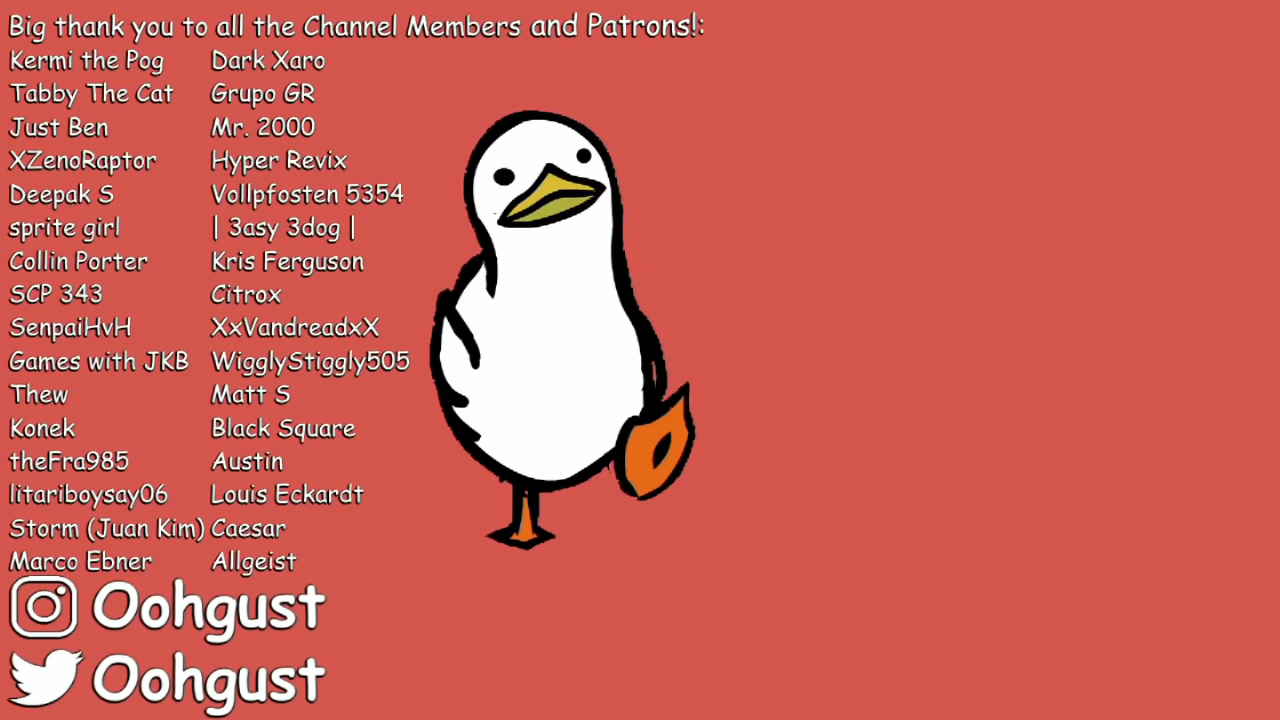 Big thank you to all the Channel Members and Patrons!:
Kermi the Pog
Tabby The Cat
Just Ben
XZenoRaptor
Deepak S
sprite girl
Collin Porter
SCP 343
SenpaiHvH
Games with JKB
Thew
Konek
theFra985
litariboysay06
Storm (Juan Kim)
Marco Ebner
Dark Xaro
Grupo GR
Mr. 2000
Hyper Revix
Vollpfosten 5354
| 3asy 3dog |
Kris Ferguson
Citrox
XxVandreadxX
WigglyStiggly505
Matt S
Black Square
Austin
Louis Eckardt
Caesar
Allgeist
Oohgust
Oohgust